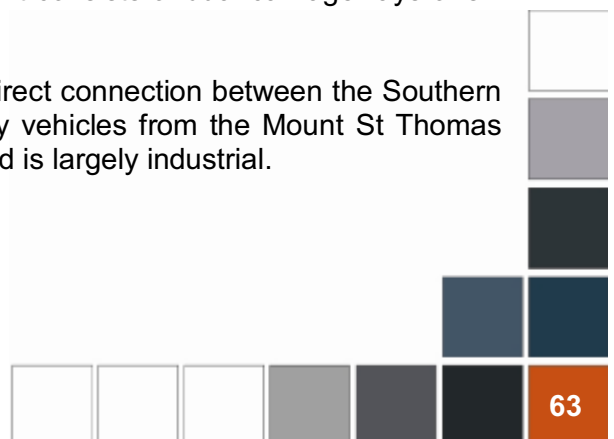 irect connection between the Southern
y vehicles from the Mount St Thomas
d is largely industrial.
63